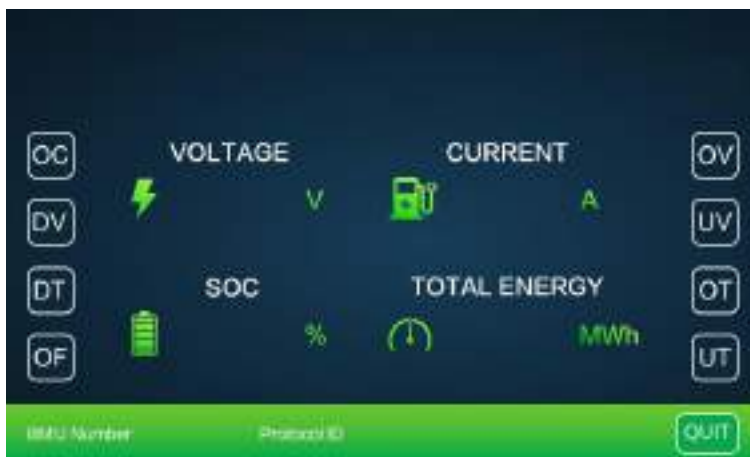 OC VOLTAGE CURRENT OV
V A
DV UV
DT SOC TOTAL ENERGY OT
% MWh
OF UT
BMU Number Protocol ID QUIT